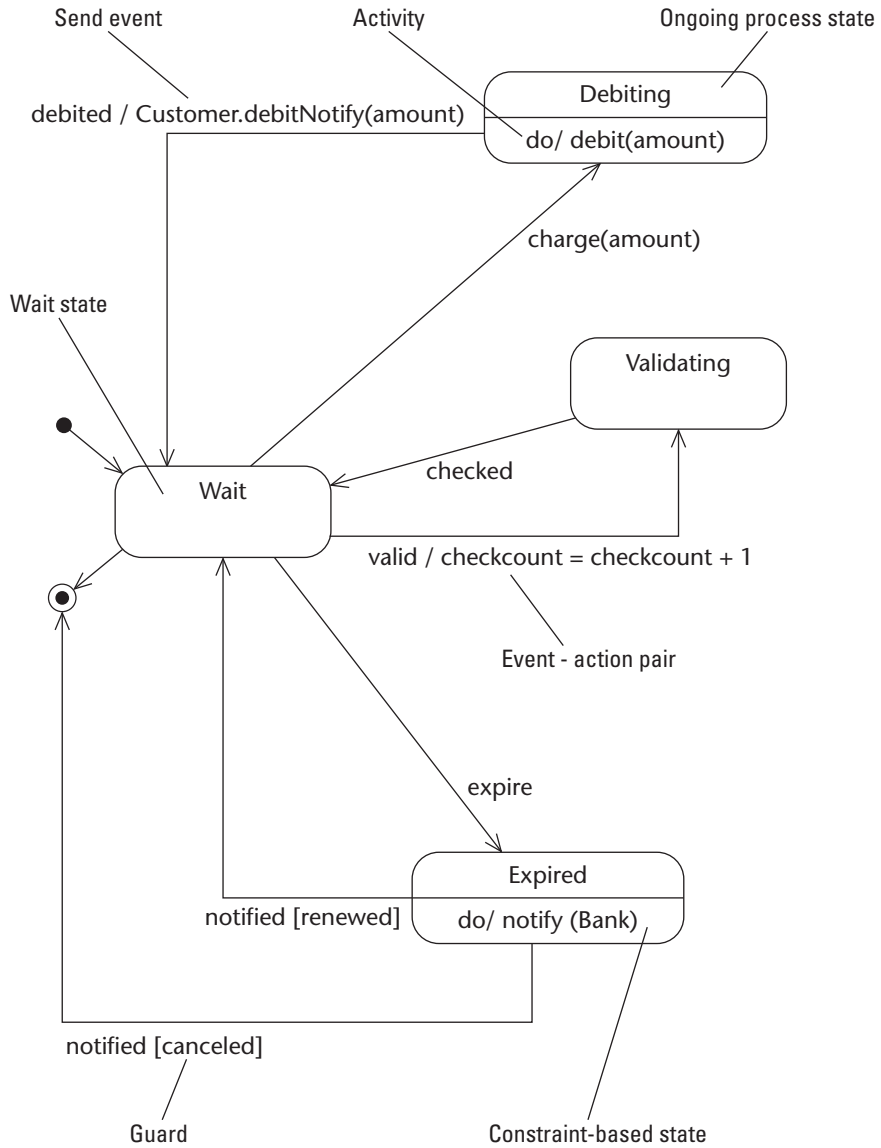 Send event
Activity
Ongoing process state
Debiting
debited / Customer.debitNotify(amount)
do/ debit(amount)
charge(amount)
Wait state
Validating
checked
Wait
valid / checkcount = checkcount + 1
Event - action pair
expire
Expired
notified [renewed]
do/ notify (Bank)
notified [canceled]
Guard
Constraint-based state